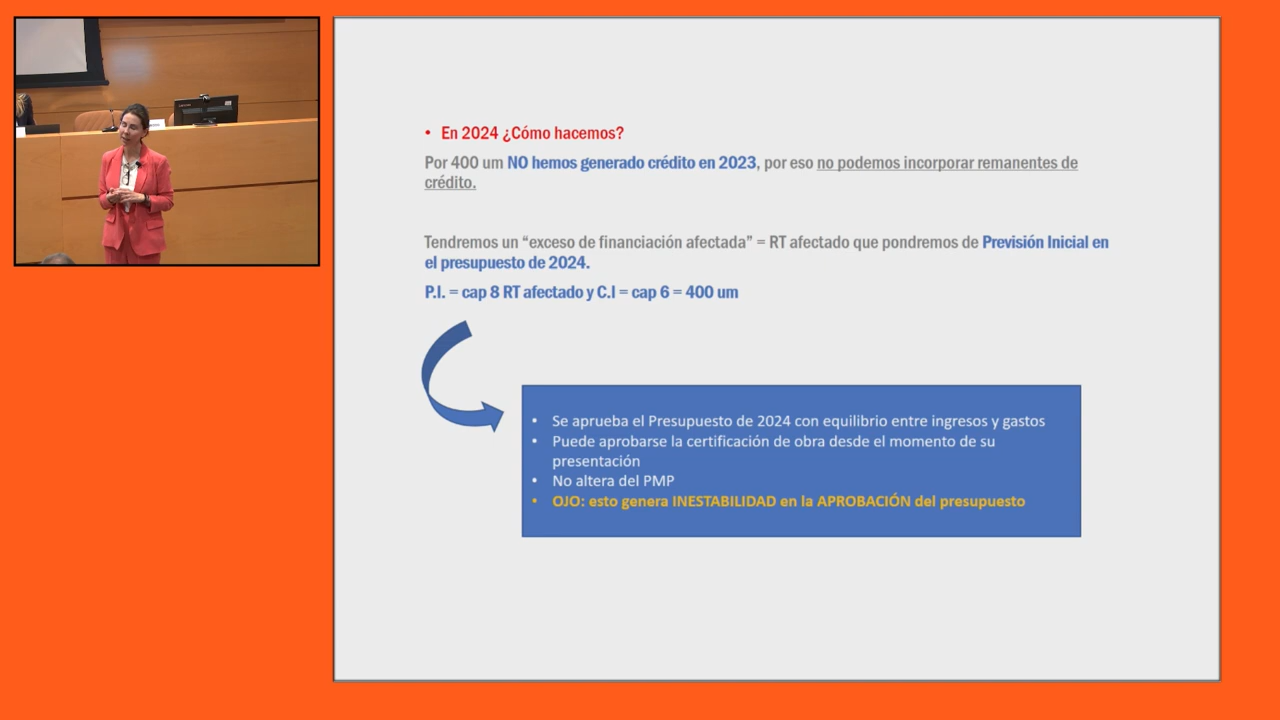 • En 2024 ¿Cómo hacemos?
Por 400 um NO hemos generado crédito en 2023, por eso no podemos incorporar remanentes de
crédito.
Tendremos un “exceso de financiación afectada” = RT afectado que pondremos de Previsión Inicial en
el presupuesto de 2024.
P.I. = cap 8 RT afectado y C.I = cap 6 = 400 um
• Se aprueba el Presupuesto de 2024 con equilibrio entre ingresos y gastos
• Puede aprobarse la certificación de obra desde el momento de su
presentación
• No altera del PMP
• OJO: esto genera INESTABILIDAD en la APROBACIÓN del presupuesto